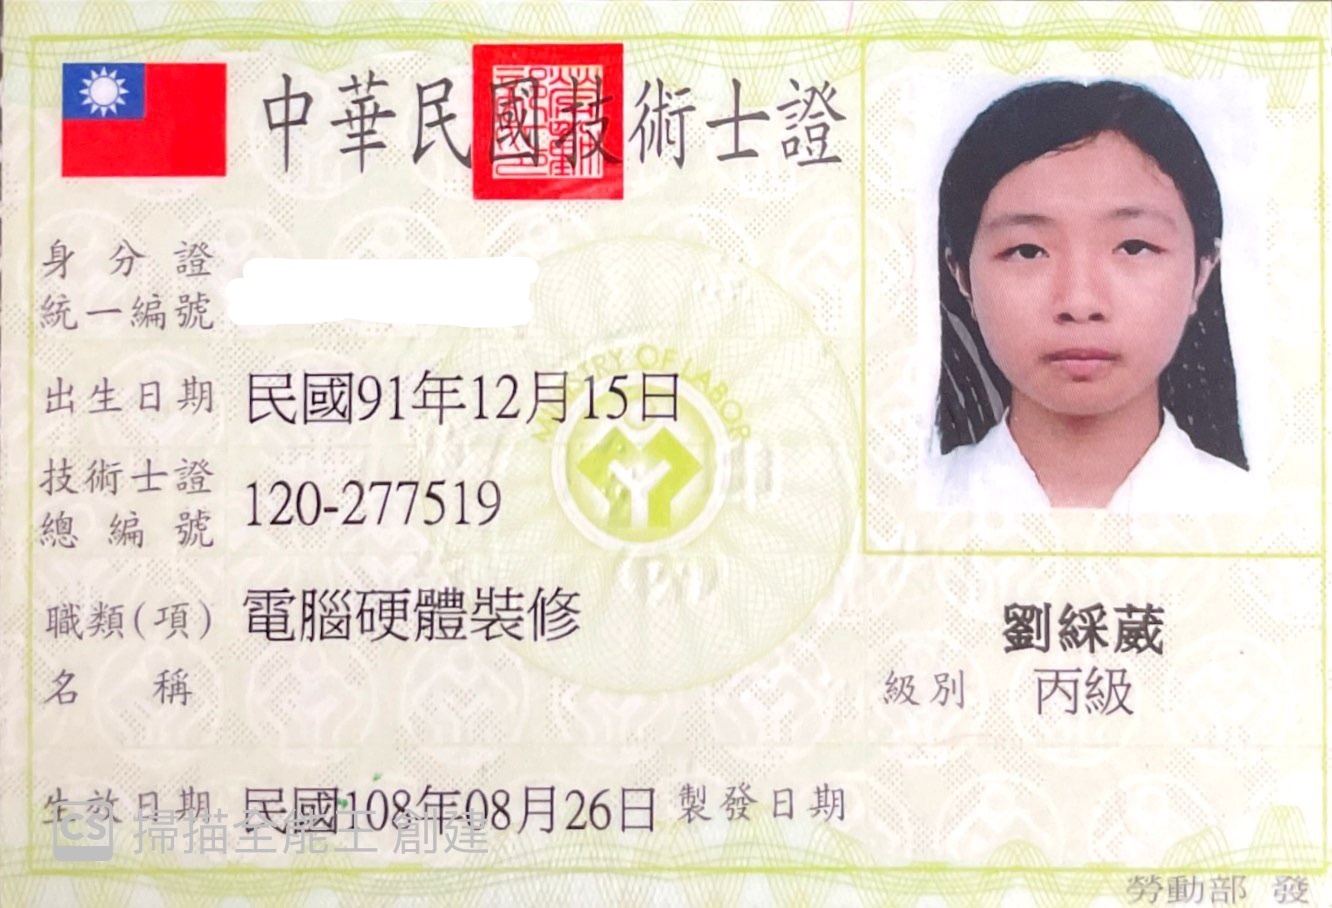 中華民國技術士證
身分證
統一編號
出生日期 民國91年12月15日
MINISTRY OF LABOR
技術士證
總編號 120-277519
職類(項) 電腦硬體裝修
名稱
劉綵葳
級別 丙級
生效日期 民國108年08月26日 製發日期
CS 掃描全能王 創建
勞動部 發